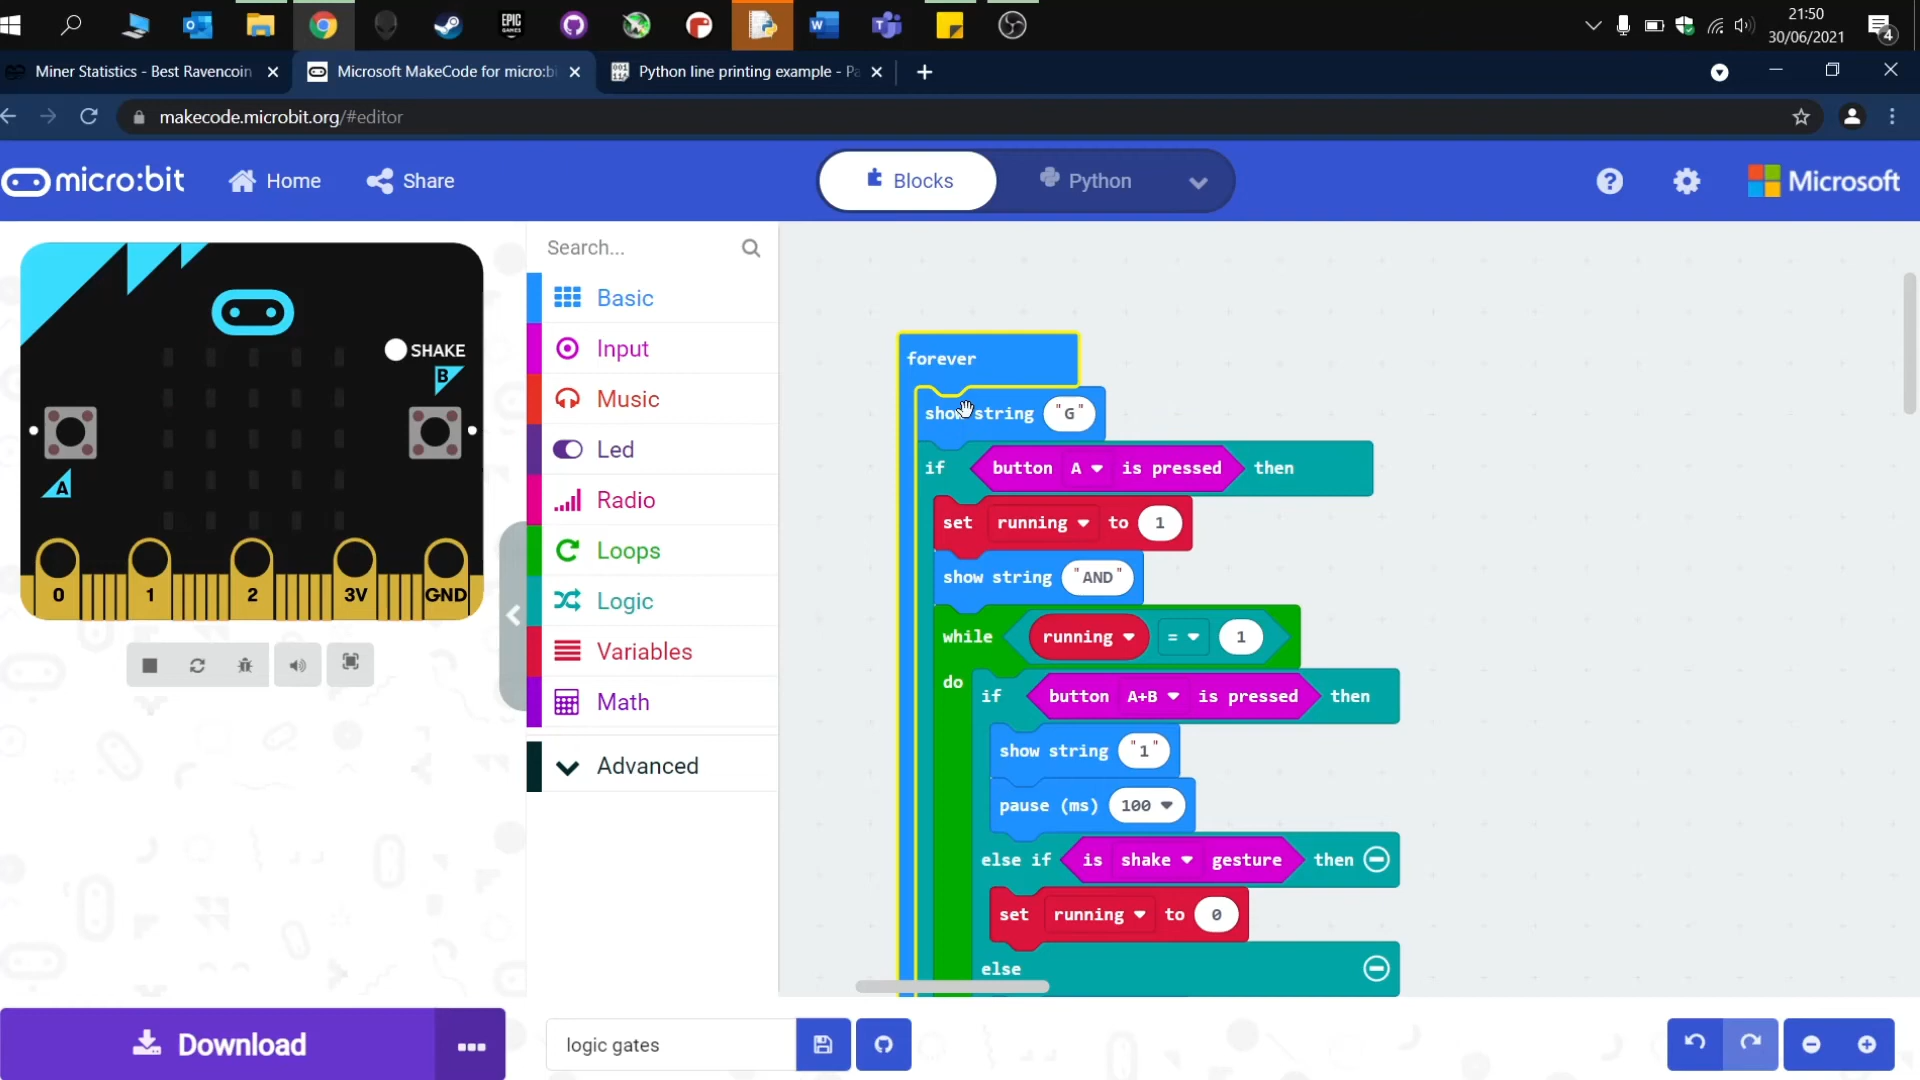 EPIC GAMES
21:50
30/06/2021
4
Miner Statistics - Best Ravencoin
Microsoft MakeCode for micro:bi
Python line printing example - Pa
makecode.microbit.org/#editor
micro:bit
Home
Share
Blocks
Python
Microsoft
SHAKE
B
A
0
1
2
3V
GND
Search...
Basic
Input
Music
Led
Radio
Loops
Logic
Variables
Math
Advanced
forever
show string "G"
if button A is pressed then
set running to 1
show string "AND"
while running = 1
do if button A+B is pressed then
show string "1"
pause (ms) 100
else if is shake gesture then
set running to 0
else
Download
logic gates